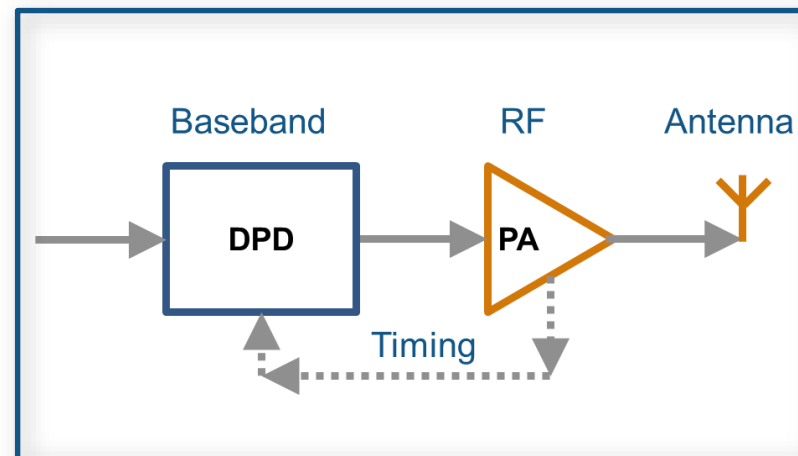 Baseband
RF
Antenna
DPD
PA
Timing